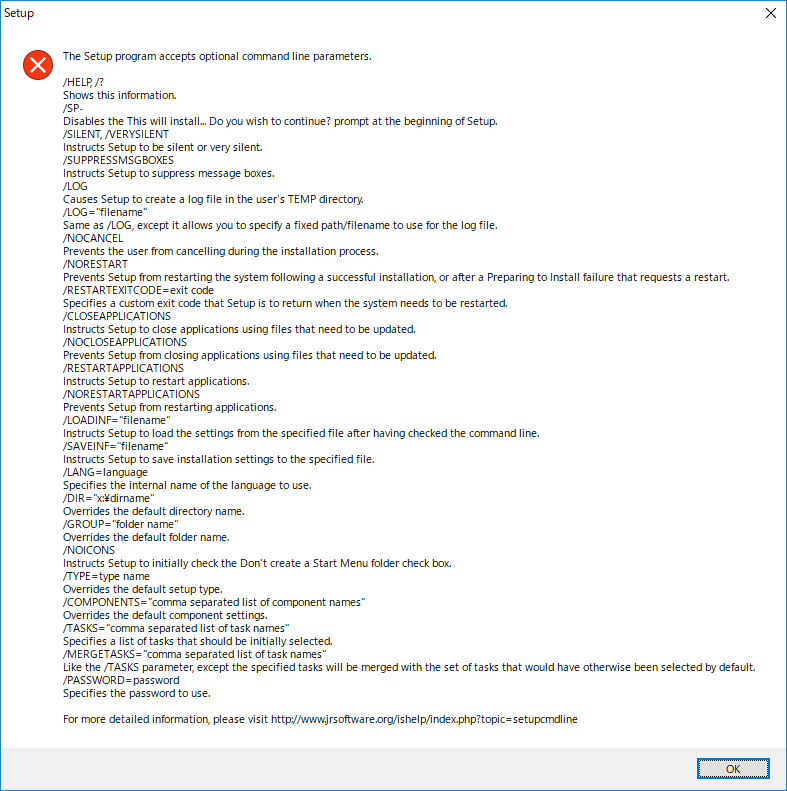 Setup
The Setup program accepts optional command line parameters.
/HELP, /?
Shows this information.
/SP-
Disables the This will install... Do you wish to continue? prompt at the beginning of Setup.
/SILENT, /VERYSILENT
Instructs Setup to be silent or very silent.
/SUPPRESSMSGBOXES
Instructs Setup to suppress message boxes.
/LOG
Causes Setup to create a log file in the user's TEMP directory.
/LOG="filename"
Same as /LOG, except it allows you to specify a fixed path/filename to use for the log file.
/NOCANCEL
Prevents the user from cancelling during the installation process.
/NORESTART
Prevents Setup from restarting the system following a successful installation, or after a Preparing to Install failure that requests a restart.
/RESTARTEXITCODE=exit code
Specifies a custom exit code that Setup is to return when the system needs to be restarted.
/CLOSEAPPLICATIONS
Instructs Setup to close applications using files that need to be updated.
/NOCLOSEAPPLICATIONS
Prevents Setup from closing applications using files that need to be updated.
/RESTARTAPPLICATIONS
Instructs Setup to restart applications.
/NORESTARTAPPLICATIONS
Prevents Setup from restarting applications.
/LOADINF="filename"
Instructs Setup to load the settings from the specified file after having checked the command line.
/SAVEINF="filename"
Instructs Setup to save installation settings to the specified file.
/LANG=language
Specifies the internal name of the language to use.
/DIR="x:¥dirname"
Overrides the default directory name.
/GROUP="folder name"
Overrides the default folder name.
/NOICONS
Instructs Setup to initially check the Don't create a Start Menu folder check box.
/TYPE=type name
Overrides the default setup type.
/COMPONENTS="comma separated list of component names"
Overrides the default component settings.
/TASKS="comma separated list of task names"
Specifies a list of tasks that should be initially selected.
/MERGETASKS="comma separated list of task names"
Like the /TASKS parameter, except the specified tasks will be merged with the set of tasks that would have otherwise been selected by default.
/PASSWORD=password
Specifies the password to use.
For more detailed information, please visit http://www.jrsoftware.org/ishelp/index.php?topic=setupcmdline
OK